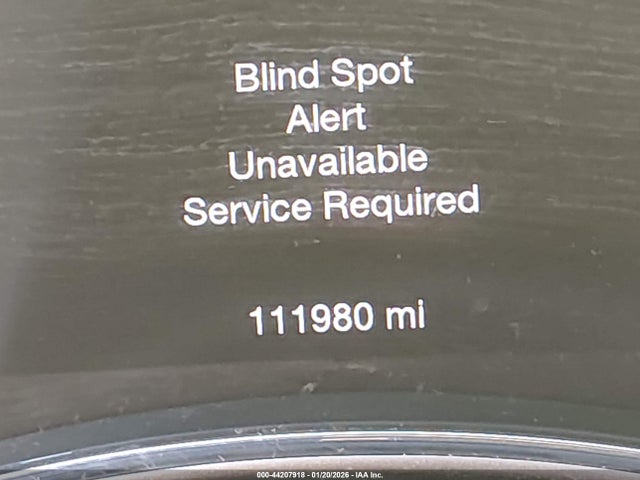 Blind Spot
Alert
Unavailable
Service Required
111980 mi
000-44207918 - 01/20/2026 - IAA Inc.